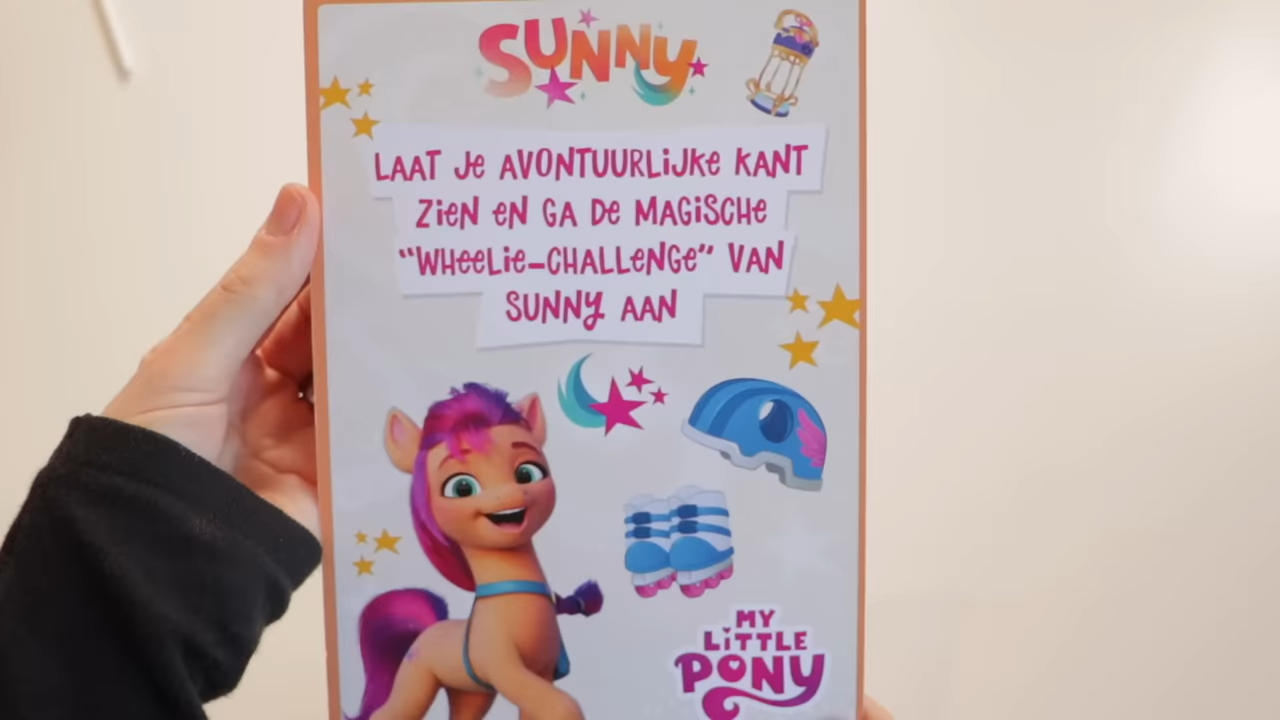 SUNNY
LAAT JE AVONTUURLIJKE KANT
ZIEN EN GA DE MAGISCHE
“WHEELIE-CHALLENGE” VAN
SUNNY AAN
MY
LITTLE
PONY